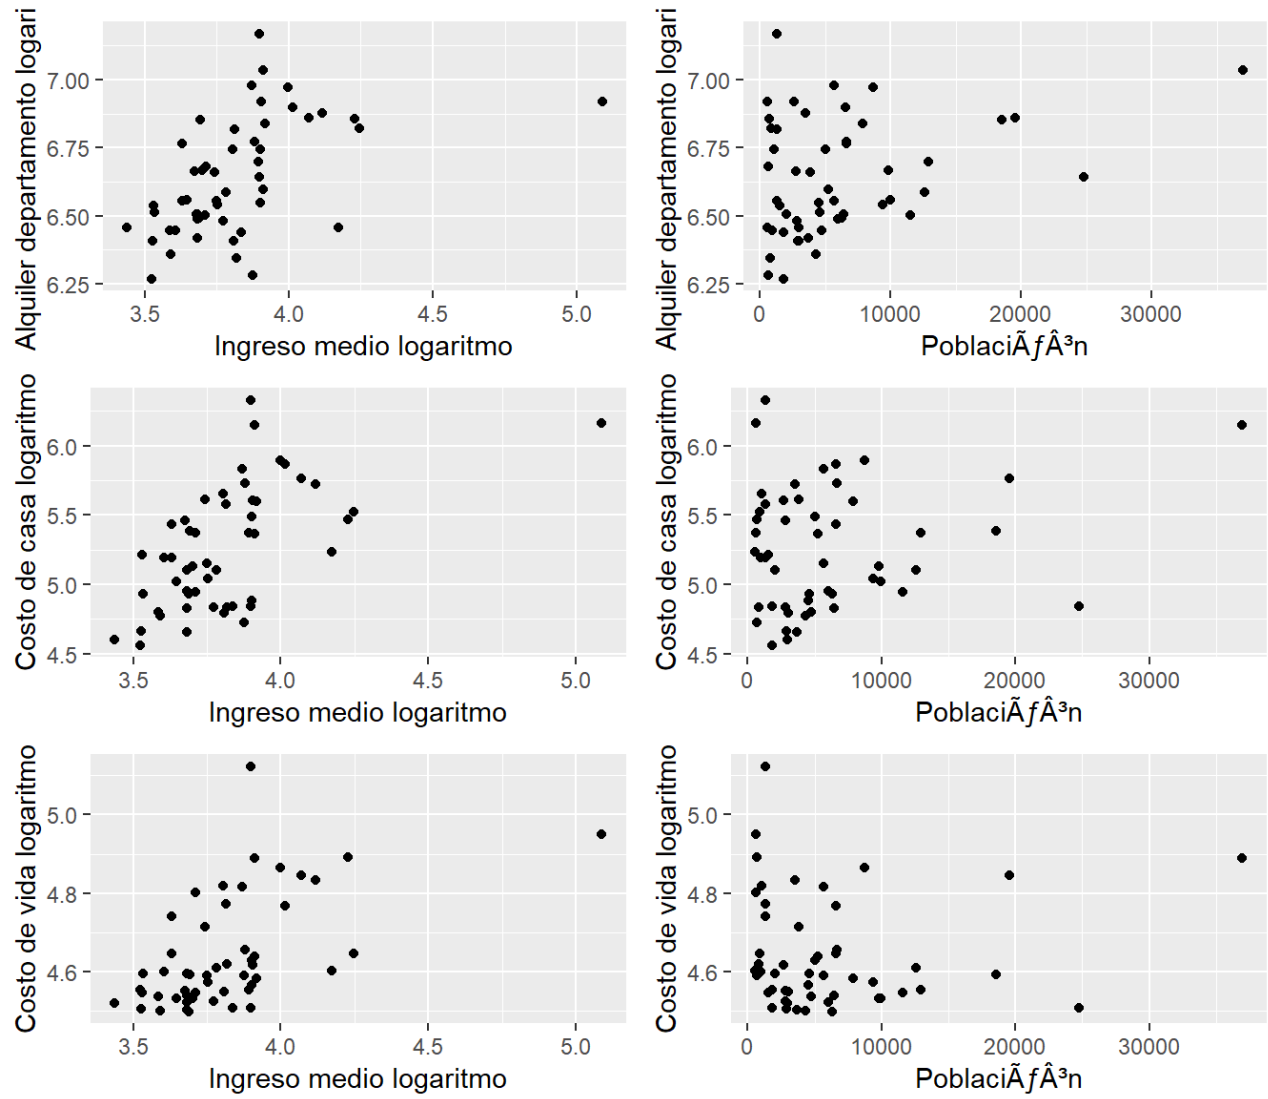 Alquiler departamento logari
7.00
6.75
6.50
6.25
3.5 4.0 4.5 5.0
Ingreso medio logaritmo
Alquiler departamento logari
7.00
6.75
6.50
6.25
0 10000 20000 30000
PoblaciÃƒÂ³n
Costo de casa logaritmo
6.0
5.5
5.0
4.5
3.5 4.0 4.5 5.0
Ingreso medio logaritmo
Costo de casa logaritmo
6.0
5.5
5.0
4.5
0 10000 20000 30000
PoblaciÃƒÂ³n
Costo de vida logaritmo
5.0
4.8
4.6
3.5 4.0 4.5 5.0
Ingreso medio logaritmo
Costo de vida logaritmo
5.0
4.8
4.6
0 10000 20000 30000
PoblaciÃƒÂ³n